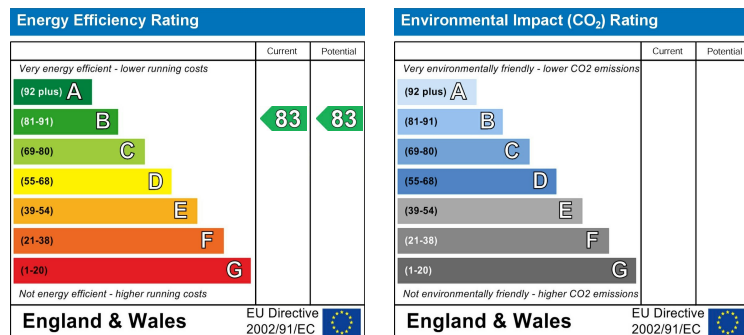 Energy Efficiency Rating
Current Potential
Very energy efficient - lower running costs
(92 plus) A
(81-91) B 83 83
(69-80) C
(55-68) D
(39-54) E
(21-38) F
(1-20) G
Not energy efficient - higher running costs
England & Wales
EU Directive
2002/91/EC
Environmental Impact (CO2) Rating
Current Potential
Very environmentally friendly - lower CO2 emissions
(92 plus) A
(81-91) B
(69-80) C
(55-68) D
(39-54) E
(21-38) F
(1-20) G
Not environmentally friendly - higher CO2 emissions
England & Wales
EU Directive
2002/91/EC